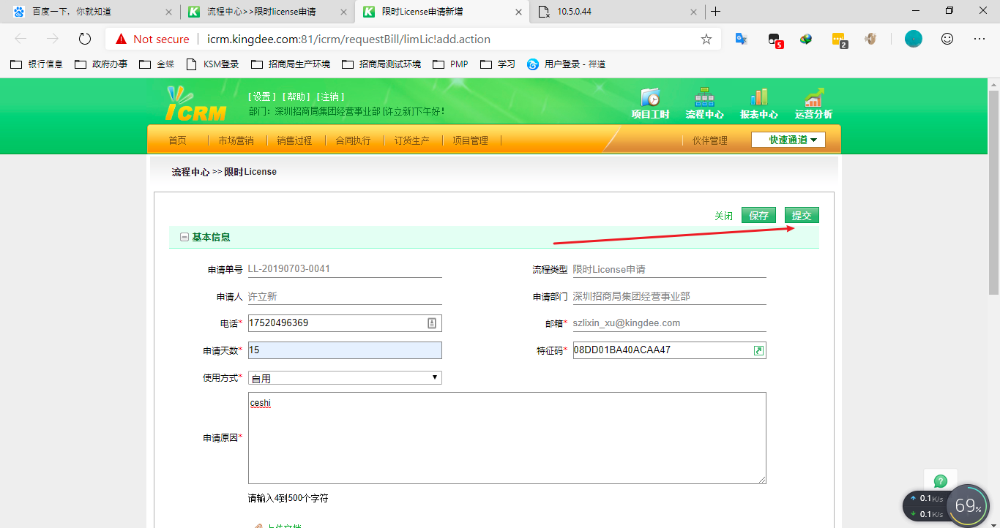 百度一下，你就知道
流程中心>>限时license申请
限时License申请新增
10.5.0.44
Not secure
icrm.kingdee.com:81/icrm/requestBill/limLic!add.action
5
2
银行信息
政府办事
金蝶
KSM登录
招商局生产环境
招商局测试环境
PMP
学习
用户登录 - 禅道
iCRM
[ 设置 ] [ 帮助 ] [ 注销 ]
部门：深圳招商局集团经营事业部 [许立新]下午好！
项目工时
流程中心
报表中心
运营分析
首页
市场营销
销售过程
合同执行
订货生产
项目管理
伙伴管理
快速通道
流程中心 >> 限时License
关闭
保存
提交
基本信息
申请单号 LL-20190703-0041
流程类型 限时License申请
申请人 许立新
申请部门 深圳招商局集团经营事业部
电话* 17520496369
邮箱* szlixin_xu@kingdee.com
申请天数* 15
特征码* 08DD01BA40ACAA47
使用方式* 自用
申请原因* ceshi
请输入4到500个字符
上传文档
0.1K/s
0.1K/s
69%